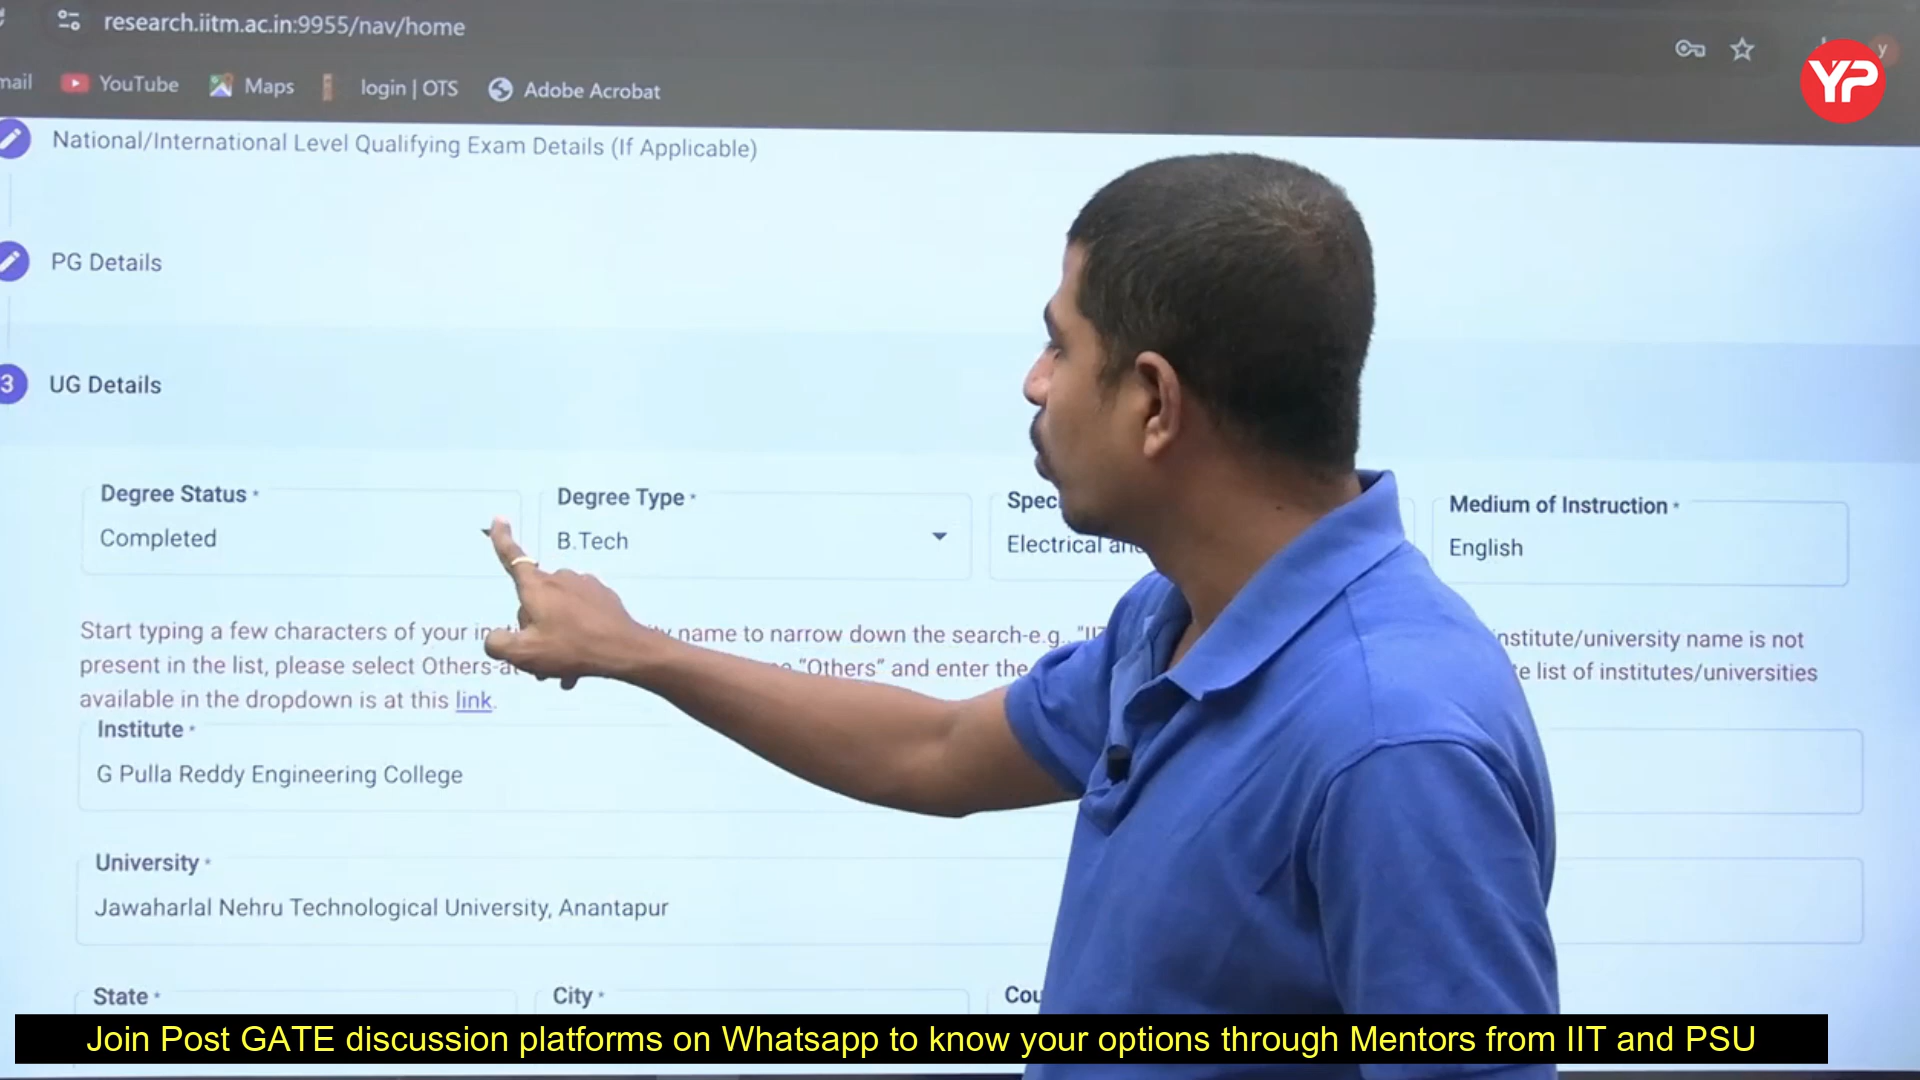 research.iitm.ac.in:9955/nav/home
mail YouTube Maps login | OTS Adobe Acrobat
y
YP
National/International Level Qualifying Exam Details (If Applicable)
PG Details
3 UG Details
Degree Status * Degree Type * Medium of Instruction *
Completed B.Tech Electrical English
Start typing a few characters of your name to narrow down the search-e.g., institute/university name is not
present in the list, please select Others "Others" and enter the list of institutes/universities
available in the dropdown is at this link.
Institute *
G Pulla Reddy Engineering College
University *
Jawaharlal Nehru Technological University, Anantapur
State * City *
Join Post GATE discussion platforms on Whatsapp to know your options through Mentors from IIT and PSU